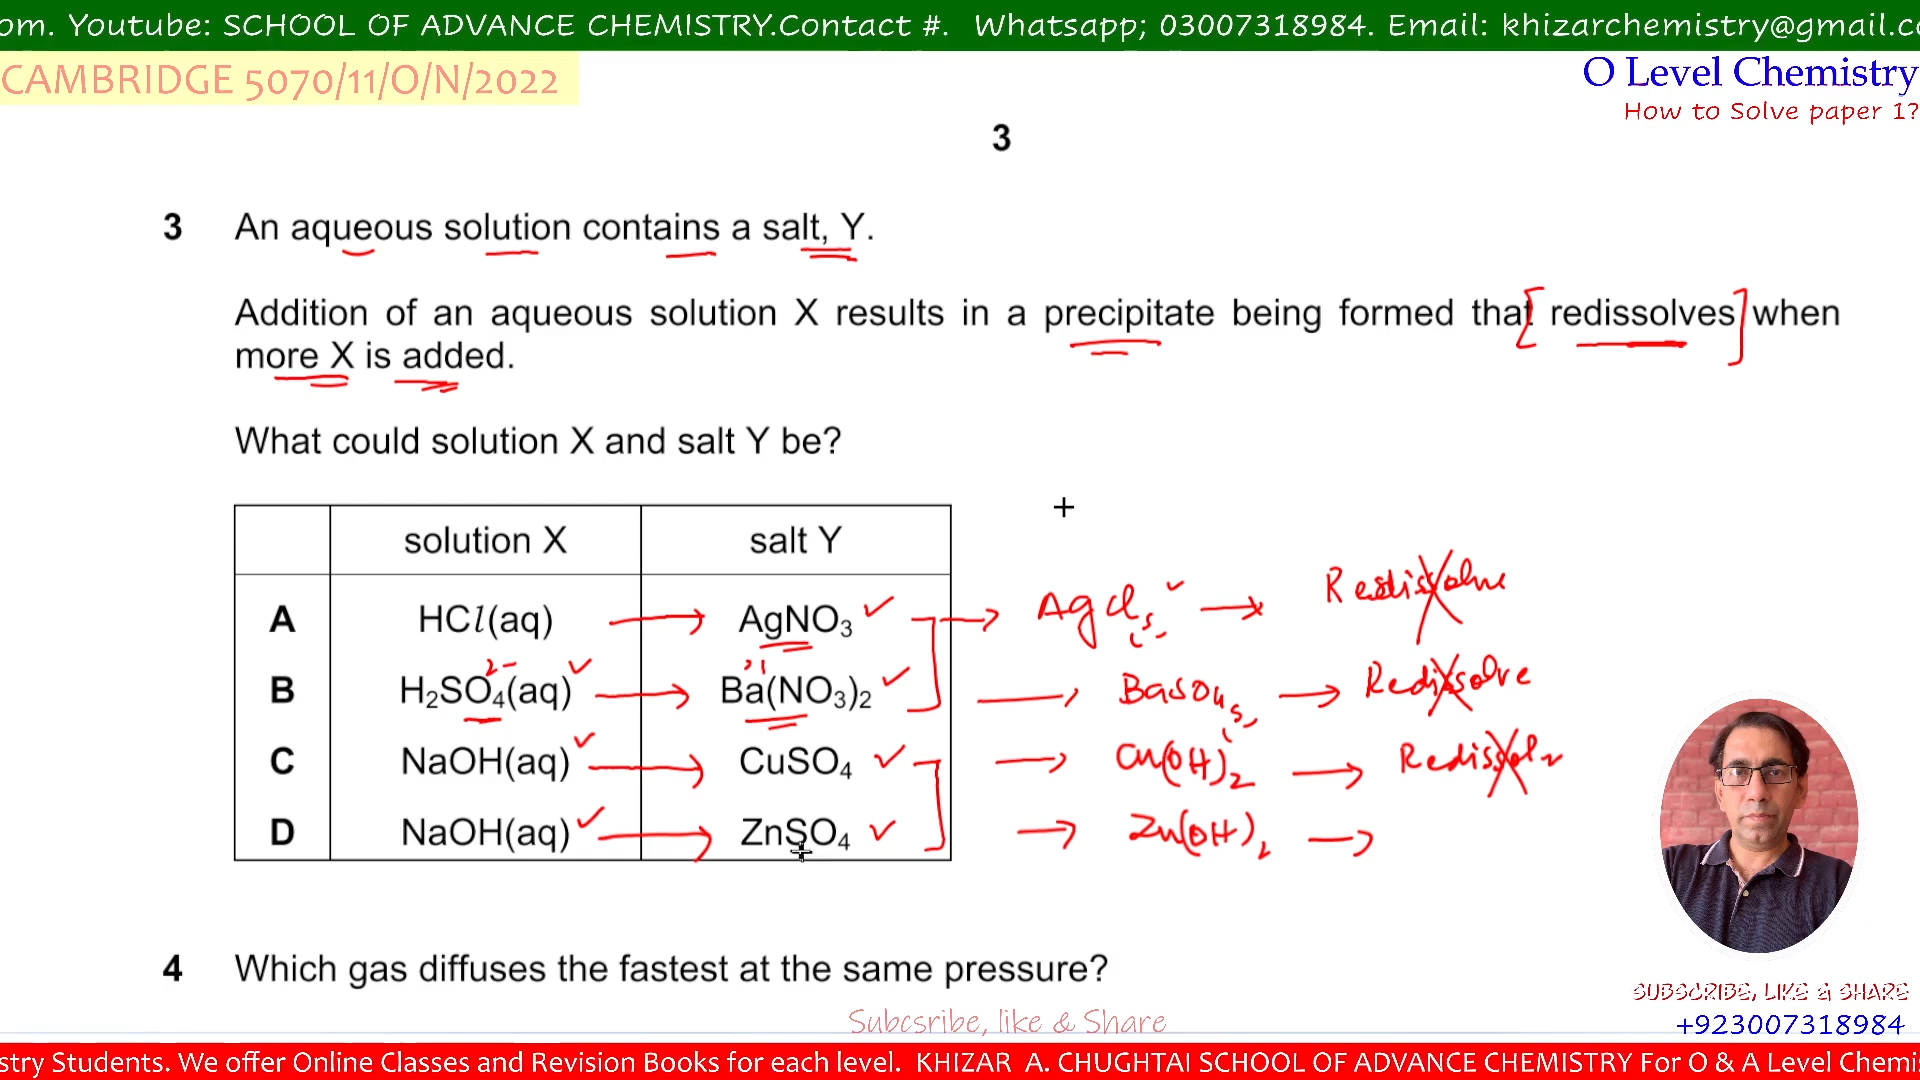 om. Youtube: SCHOOL OF ADVANCE CHEMISTRY.Contact #. Whatsapp; 03007318984. Email: khizarchemistry@gmail.co
CAMBRIDGE 5070/11/O/N/2022
O Level Chemistry
How to Solve paper 1?
3
3 An aqueous solution contains a salt, Y.
Addition of an aqueous solution X results in a precipitate being formed that [redissolves] when
more X is added.
What could solution X and salt Y be?
solution X salt Y
A HCl(aq) → AgNO₃ ✓ → AgCl(s) ✓ → Redissolve
B H₂SO₄(aq) 2- ✓ → Ba(NO₃)₂ 2+ ✓ → BaSO4(s) → Redissolve
C NaOH(aq) ✓ → CuSO₄ ✓ → Cu(OH)₂ → Redissolv
D NaOH(aq) ✓ → ZnSO₄ ✓ → Zn(OH)₂ →
4 Which gas diffuses the fastest at the same pressure?
SUBSCRIBE, LIKE & SHARE
Subcsribe, like & Share
+923007318984
stry Students. We offer Online Classes and Revision Books for each level. KHIZAR A. CHUGHTAI SCHOOL OF ADVANCE CHEMISTRY For O & A Level Chemi